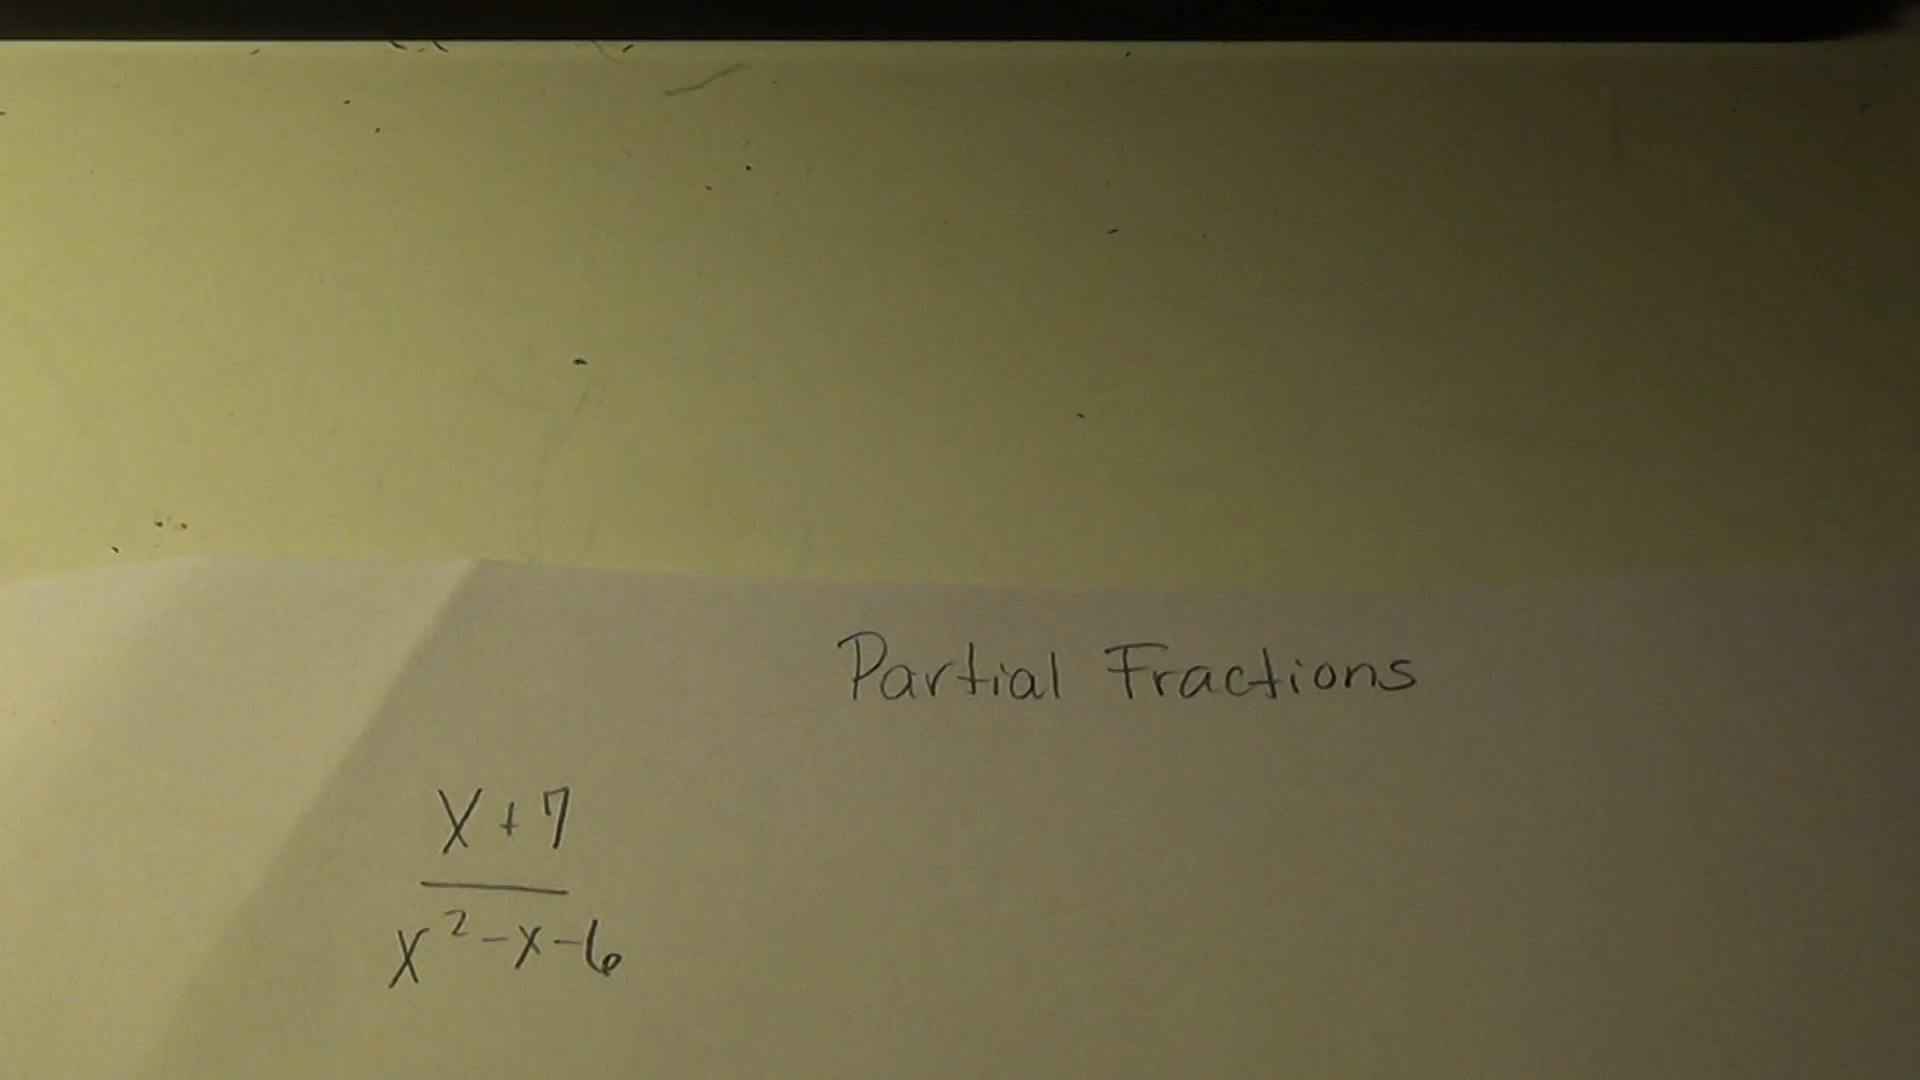 Partial Fractions
x + 7
x² - x - 6